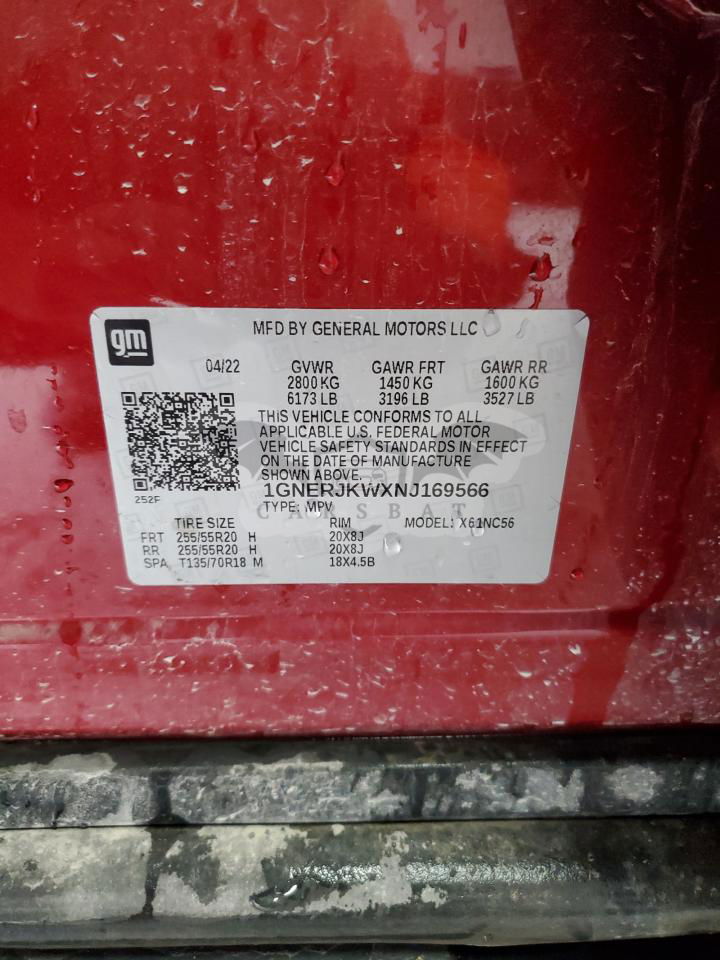 gm
MFD BY GENERAL MOTORS LLC
04/22 GVWR GAWR FRT GAWR RR
2800 KG 1450 KG 1600 KG
6173 LB 3196 LB 3527 LB
THIS VEHICLE CONFORMS TO ALL
APPLICABLE U.S. FEDERAL MOTOR
VEHICLE SAFETY STANDARDS IN EFFECT
ON THE DATE OF MANUFACTURE
SHOWN ABOVE.
252F
1GNERJKWXNJ169566
TYPE: MPV
CARSBAT
TIRE SIZE RIM MODEL: X61NC56
FRT 255/55R20 H 20X8J
RR 255/55R20 H 20X8J
SPA T135/70R18 M 18X4.5B